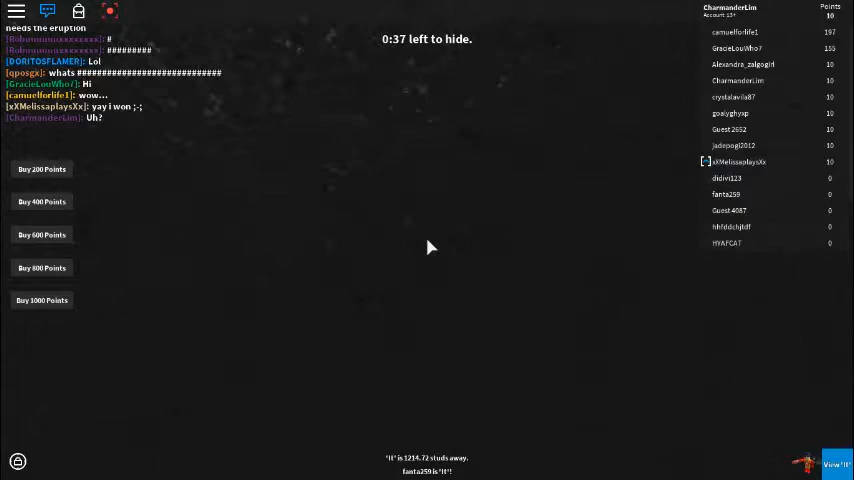 needs the eruption
[Robuuuuuxxxxxxxx]: #
[Robuuuuuxxxxxxxx]: #########
[DORITOSFLAMER]: Lol
[qposgx]: whats ############################
[GracieLouWho7]: Hi
[camuelforlife1]: wow...
[xXMelissaplaysXx]: yay i won ;-;
[CharmanderLim]: Uh?
0:37 left to hide.
CharmanderLim
Account: 13+
Points
10
camuelforlife1 197
GracieLouWho7 155
Alexandra_zalgogirl 10
CharmanderLim 10
crystalavila87 10
goalyghyxp 10
Guest 2652 10
jadepogi2012 10
xXMelissaplaysXx 10
didivi123 0
fanta259 0
Guest 4087 0
hhfddchjtdf 0
HYAFCAT 0
Buy 200 Points
Buy 400 Points
Buy 600 Points
Buy 800 Points
Buy 1000 Points
"It" is 1214.72 studs away.
fanta259 is "It"!
View "It"